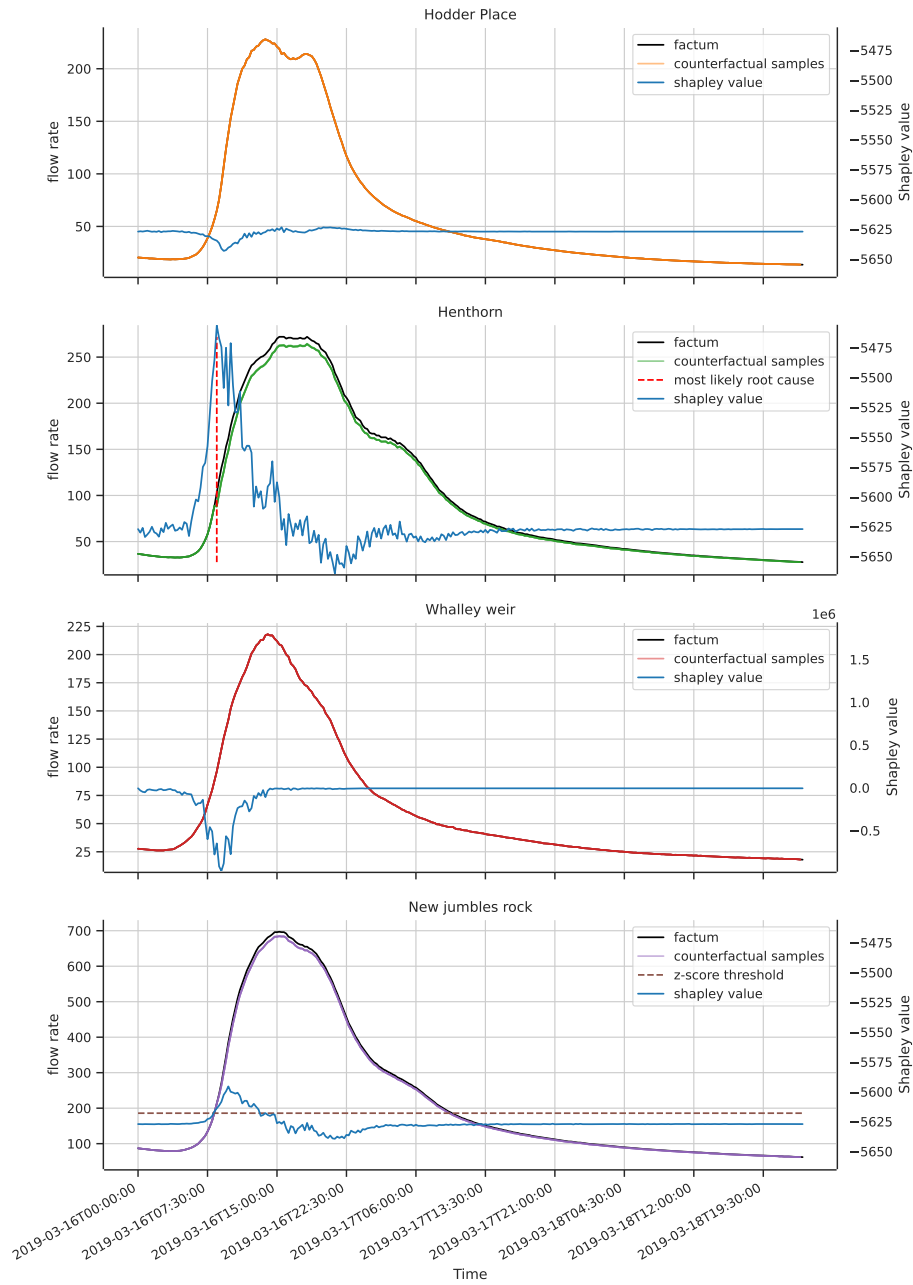 Hodder Place
flow rate
200
150
100
50
factum
counterfactual samples
shapley value
−5475
−5500
−5525
−5550
−5575
−5600
−5625
−5650
Shapley value
Henthorn
flow rate
250
200
150
100
50
factum
counterfactual samples
most likely root cause
shapley value
−5475
−5500
−5525
−5550
−5575
−5600
−5625
−5650
Shapley value
Whalley weir
1e6
flow rate
225
200
175
150
125
100
75
50
25
factum
counterfactual samples
shapley value
1.5
1.0
0.5
0.0
−0.5
Shapley value
New jumbles rock
flow rate
700
600
500
400
300
200
100
factum
counterfactual samples
z-score threshold
shapley value
−5475
−5500
−5525
−5550
−5575
−5600
−5625
−5650
Shapley value
2019-03-16T00:00:00
2019-03-16T07:30:00
2019-03-16T15:00:00
2019-03-16T22:30:00
2019-03-17T06:00:00
2019-03-17T13:30:00
2019-03-17T21:00:00
2019-03-18T04:30:00
2019-03-18T12:00:00
2019-03-18T19:30:00
Time